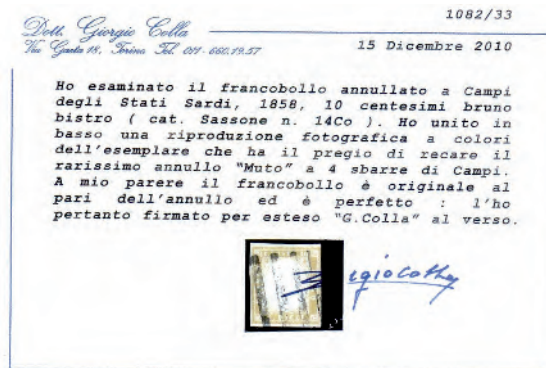 1082/33
Dott. Giorgio Colla
Via Gaeta 18, Torino Tel. 011-660.19.57
15 Dicembre 2010
Ho esaminato il francobollo annullato a Campi
degli Stati Sardi, 1858, 10 centesimi bruno
bistro ( cat. Sassone n. 14Co ). Ho unito in
basso una riproduzione fotografica a colori
dell'esemplare che ha il pregio di recare il
rarissimo annullo "Muto" a 4 sbarre di Campi.
A mio parere il francobollo è originale al
pari dell'annullo ed è perfetto : l'ho
pertanto firmato per esteso "G.Colla" al verso.